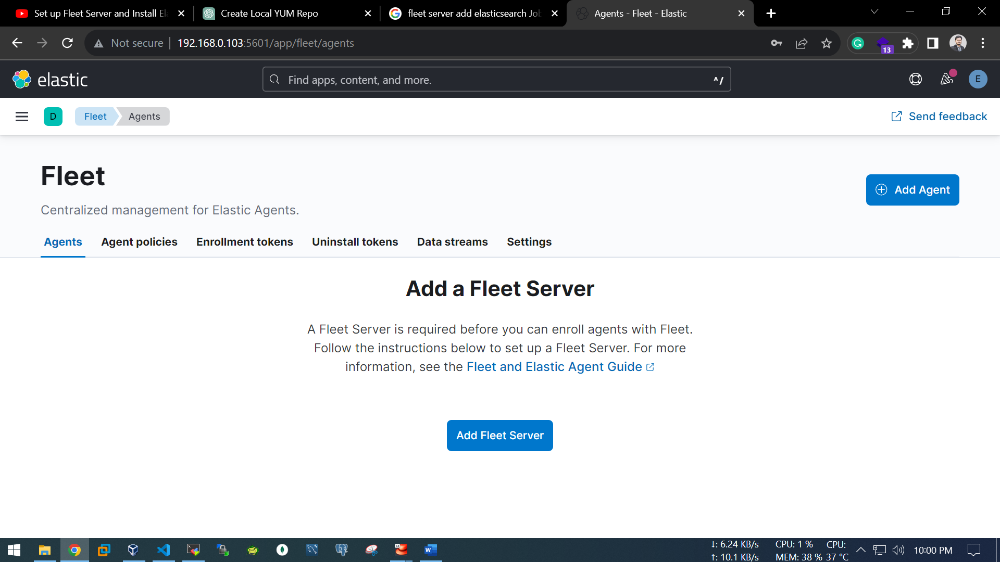 Set up Fleet Server and Install Ela
Create Local YUM Repo
fleet server add elasticsearch Job
Agents - Fleet - Elastic
Not secure
192.168.0.103:5601/app/fleet/agents
13
elastic
Find apps, content, and more.
^/
E
D
Fleet
Agents
Send feedback
Fleet
Add Agent
Centralized management for Elastic Agents.
Agents
Agent policies
Enrollment tokens
Uninstall tokens
Data streams
Settings
Add a Fleet Server
A Fleet Server is required before you can enroll agents with Fleet.
Follow the instructions below to set up a Fleet Server. For more
information, see the Fleet and Elastic Agent Guide
Add Fleet Server
↓: 6.24 KB/s CPU: 1 % CPU:
↑: 10.1 KB/s MEM: 38 % 37 °C
10:00 PM